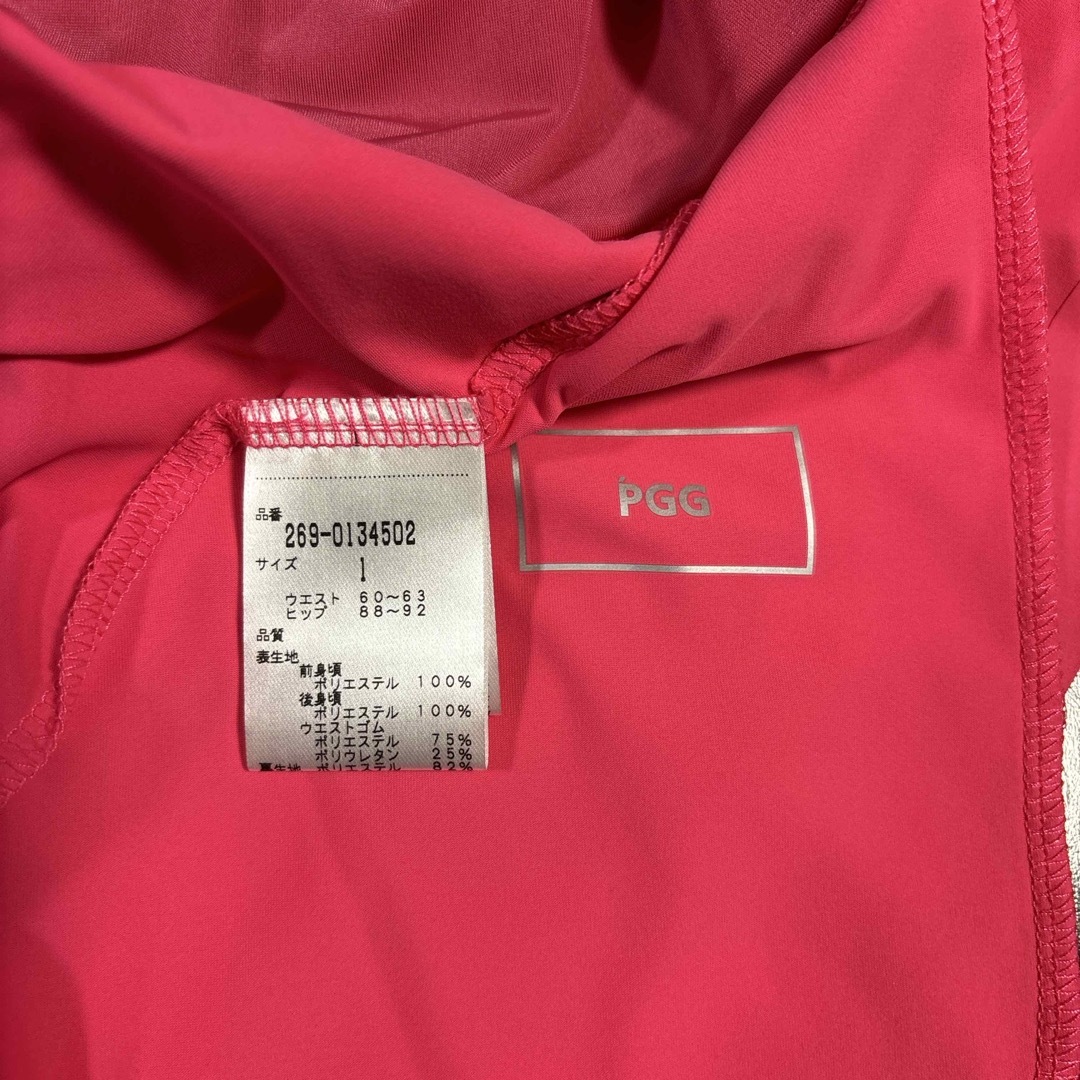 品番
269-0134502
サイズ
1
ウエスト 60~63
ヒップ 88~92
品質
表生地
前身頃
ポリエステル 100%
後身頃
ポリエステル 100%
ウエストゴム
ポリエステル 75%
ポリウレタン 25%
裏生地 ポリエステル 82%
PGG